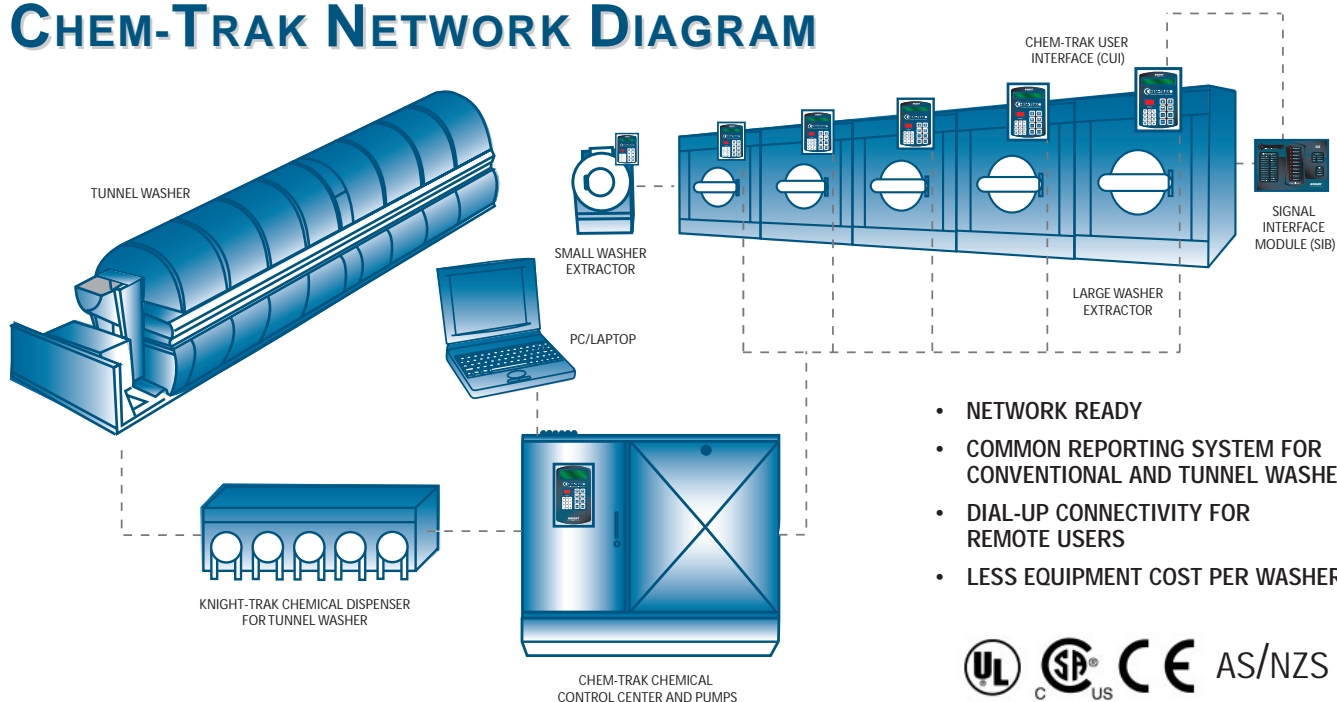 CHEM-TRAK NETWORK DIAGRAM
CHEM-TRAK USER
INTERFACE (CUI)
TUNNEL WASHER
SMALL WASHER
EXTRACTOR
SIGNAL
INTERFACE
MODULE (SIB)
LARGE WASHER
EXTRACTOR
PC/LAPTOP
• NETWORK READY
• COMMON REPORTING SYSTEM FOR
CONVENTIONAL AND TUNNEL WASHE
• DIAL-UP CONNECTIVITY FOR
REMOTE USERS
• LESS EQUIPMENT COST PER WASHER
KNIGHT-TRAK CHEMICAL DISPENSER
FOR TUNNEL WASHER
CHEM-TRAK CHEMICAL
CONTROL CENTER AND PUMPS
UL ® C SA ® US CE AS/NZS